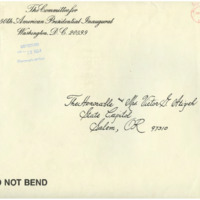 The Committee for
50th American Presidential Inaugural
Washington, D.C. 20599
The Honorable & Mrs Victor G Atiyeh
State Capitol
Salem, OR
97310
O NOT BEND